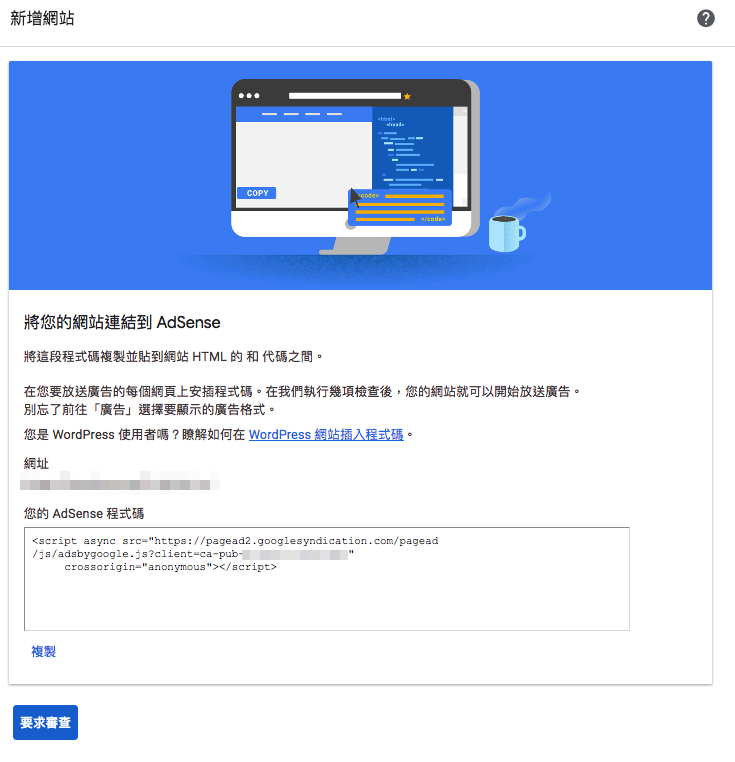 新增網站
?
<html>
<head>
COPY
<code>
</code>
將您的網站連結到 AdSense
將這段程式碼複製並貼到網站 HTML 的 和 代碼之間。
在您要放送廣告的每個網頁上安插程式碼。在我們執行幾項檢查後，您的網站就可以開始放送廣告。
別忘了前往「廣告」選擇要顯示的廣告格式。
您是 WordPress 使用者嗎？瞭解如何在 WordPress 網站插入程式碼。
網址
您的 AdSense 程式碼
<script async src="https://pagead2.googlesyndication.com/pagead
/js/adsbygoogle.js?client=ca-pub-"
crossorigin="anonymous"></script>
複製
要求審查